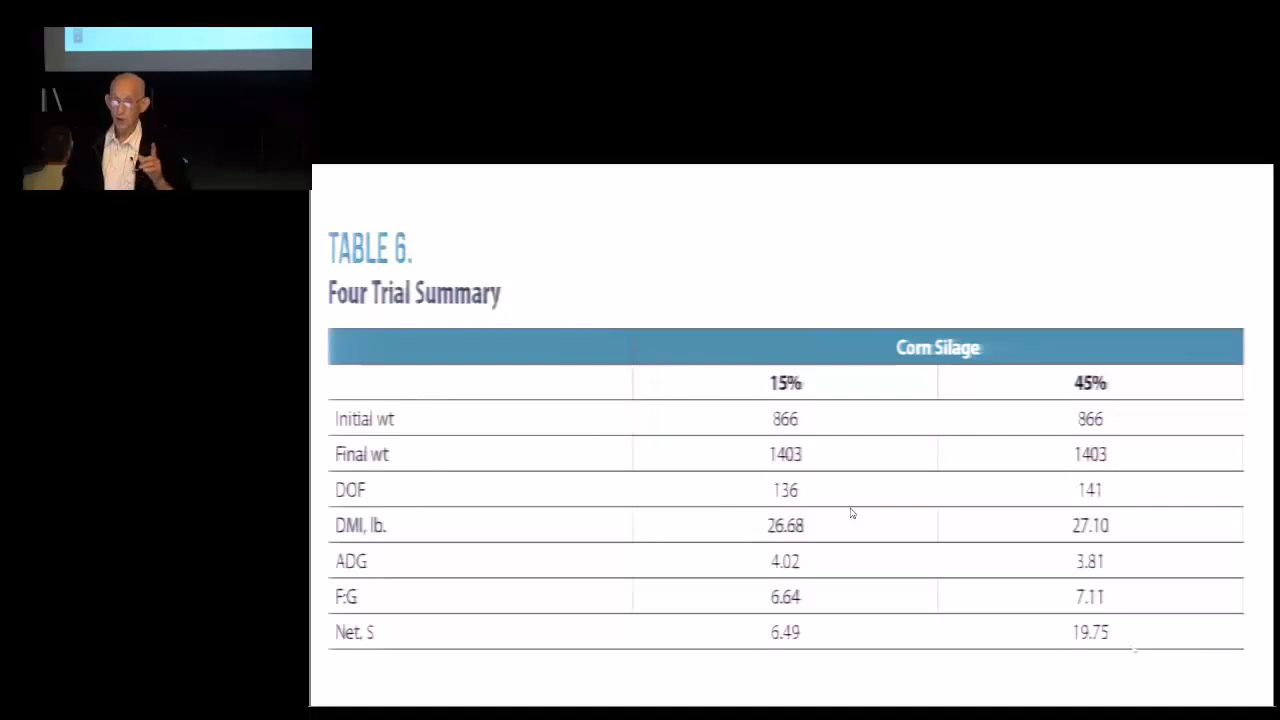 TABLE 6.
Four Trial Summary
Corn Silage
15% 45%
Initial wt 866 866
Final wt 1403 1403
DOF 136 141
DMI, lb. 26.68 27.10
ADG 4.02 3.81
F:G 6.64 7.11
Net, $ 6.49 19.75